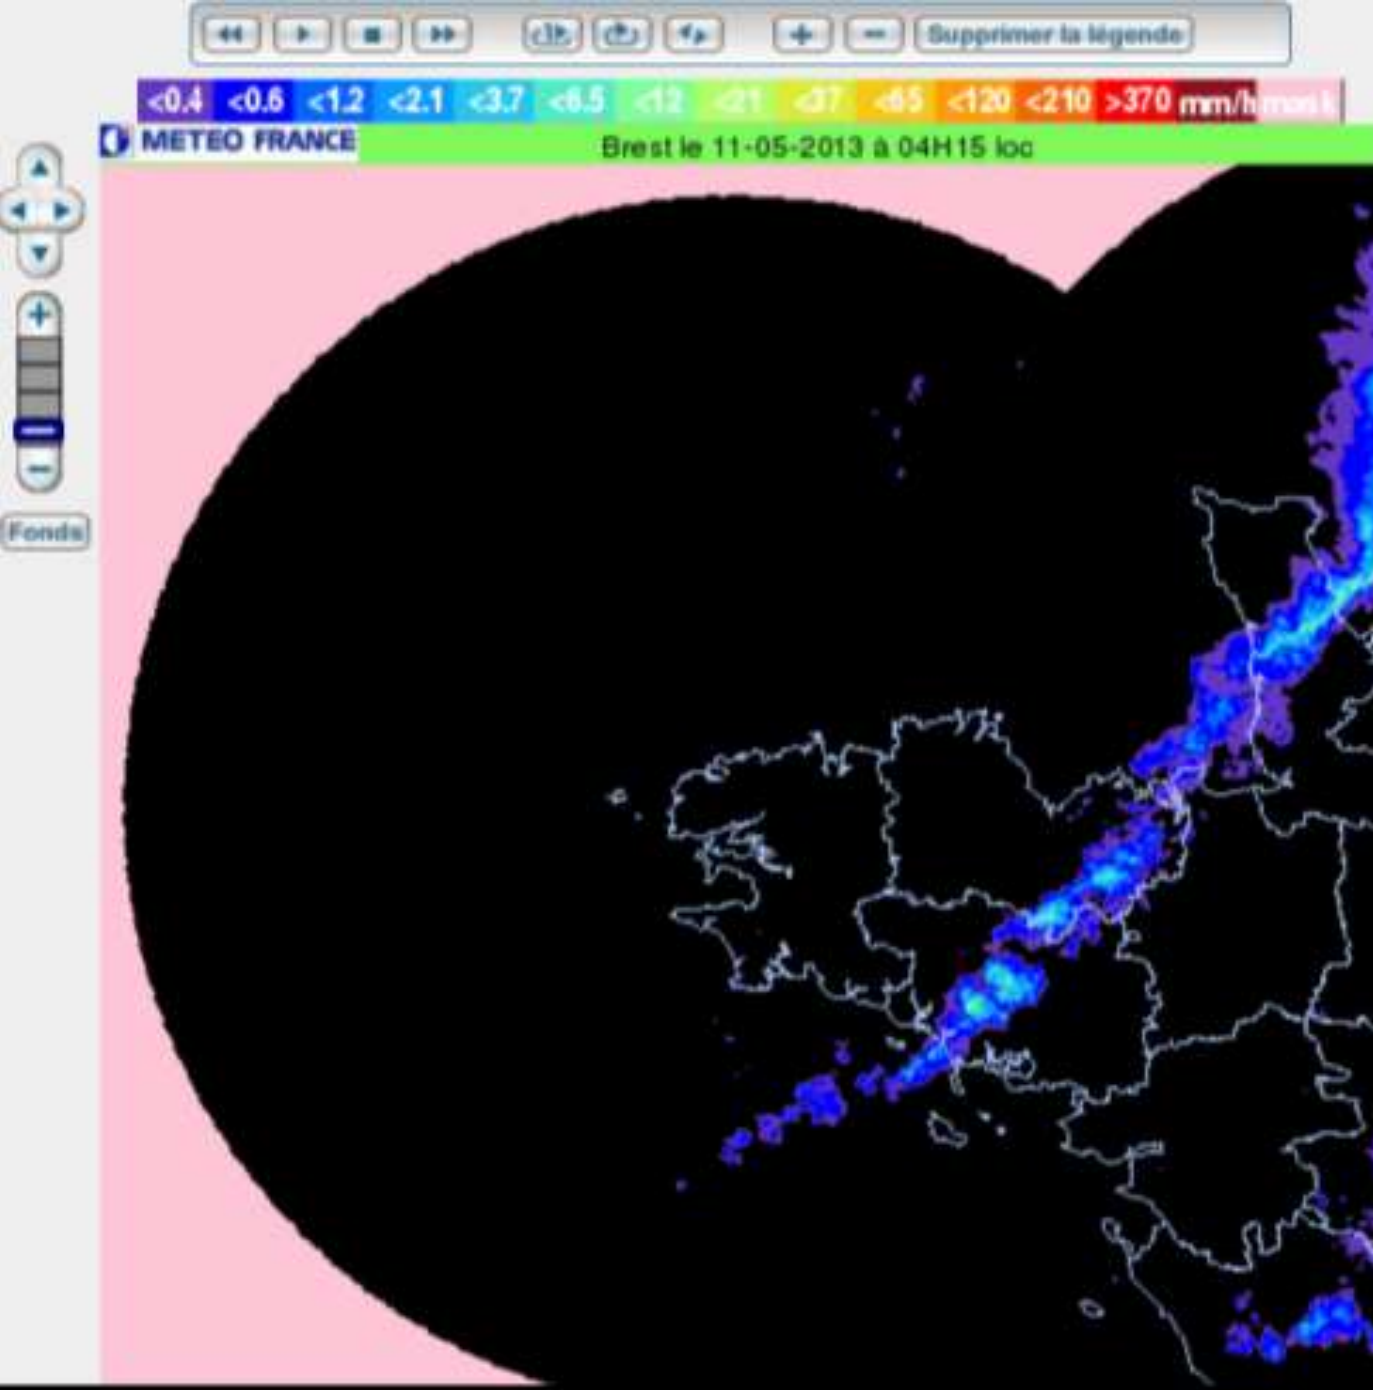 Supprimer la légende
<0.4 <0.6 <1.2 <2.1 <3.7 <6.5 <12 <21 <37 <65 <120 <210 >370 mm/h mask
METEO FRANCE
Brest le 11-05-2013 à 04H15 loc
Fonds